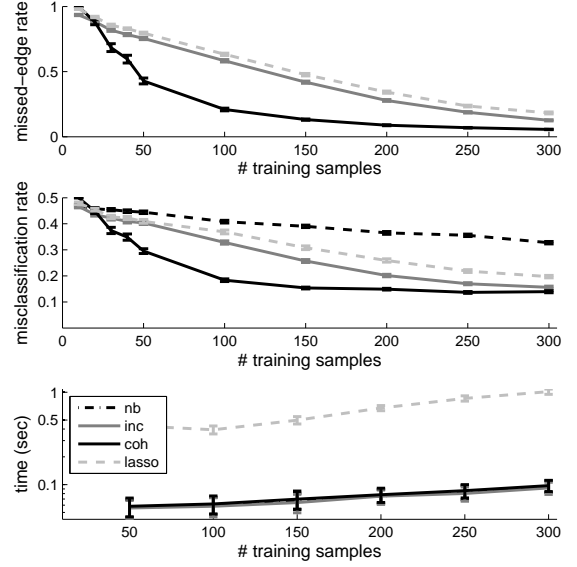 missed-edge rate
1
0.5
0
0 50 100 150 200 250 300
# training samples
misclassification rate
0.5
0.4
0.3
0.2
0.1
0 50 100 150 200 250 300
# training samples
time (sec)
1
0.5
0.1
nb
inc
coh
lasso
50 100 150 200 250 300
# training samples